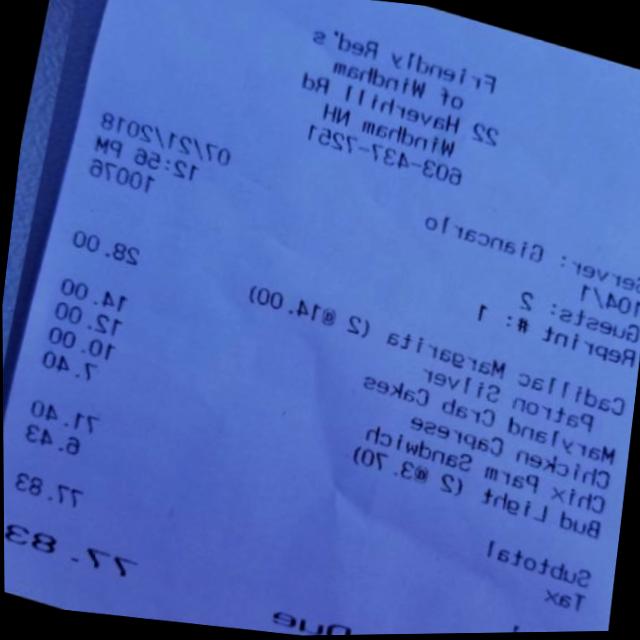 Friendly Red's
of Windham
22 Haverhill Rd
Windham NH
603-437-7251
Server: Giancarlo 07/21/2018
104/1 12:56 PM
Guests: 2 10076
Reprint #: 1
Cadillac Margarita (2 @14.00) 28.00
Patron Silver
Maryland Crab Cakes 14.00
Chicken Caprese 12.00
Chix Parm Sandwich 10.00
Bud Light (2 @3.70) 7.40
Subtotal 71.40
Tax 6.43
77.83
Due 77.83